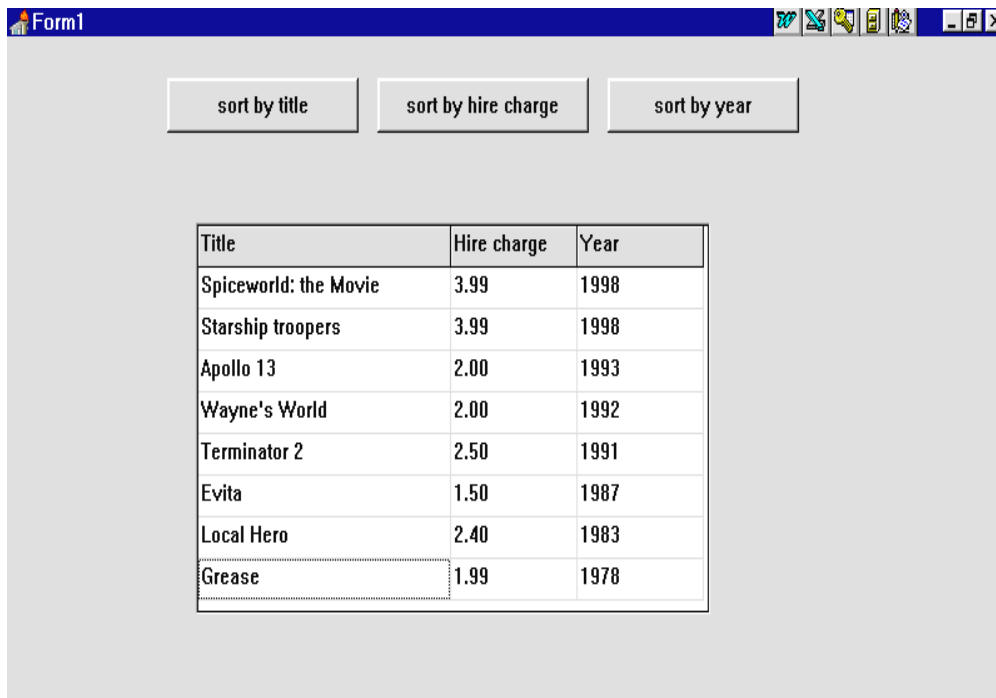 Form1
sort by title sort by hire charge sort by year
Title Hire charge Year
Spiceworld: the Movie 3.99 1998
Starship troopers 3.99 1998
Apollo 13 2.00 1993
Wayne's World 2.00 1992
Terminator 2 2.50 1991
Evita 1.50 1987
Local Hero 2.40 1983
Grease 1.99 1978